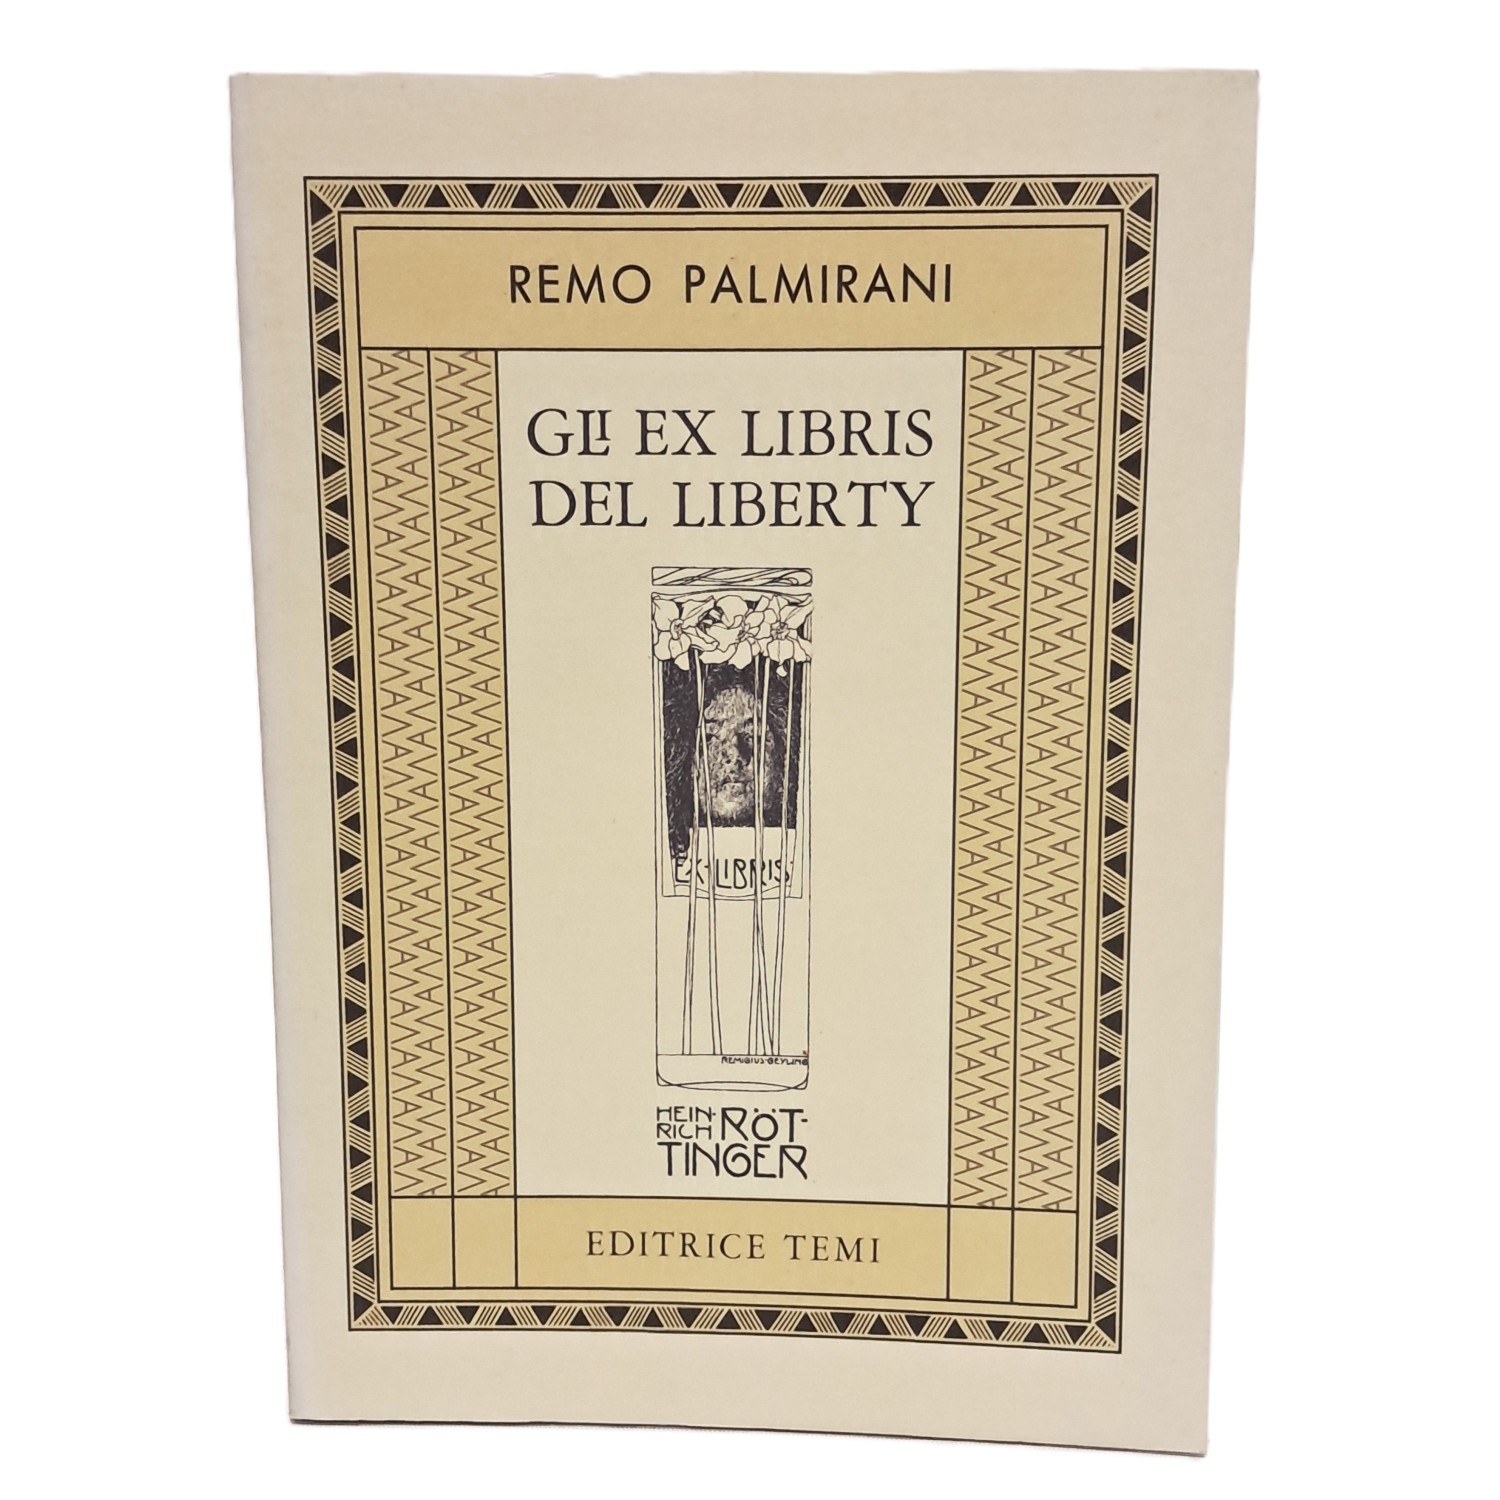 REMO PALMIRANI
GLI EX LIBRIS
DEL LIBERTY
EX-LIBRIS
REMIGIUS·GEYLING
HEIN-
RICH RÖT-
TINGER
EDITRICE TEMI